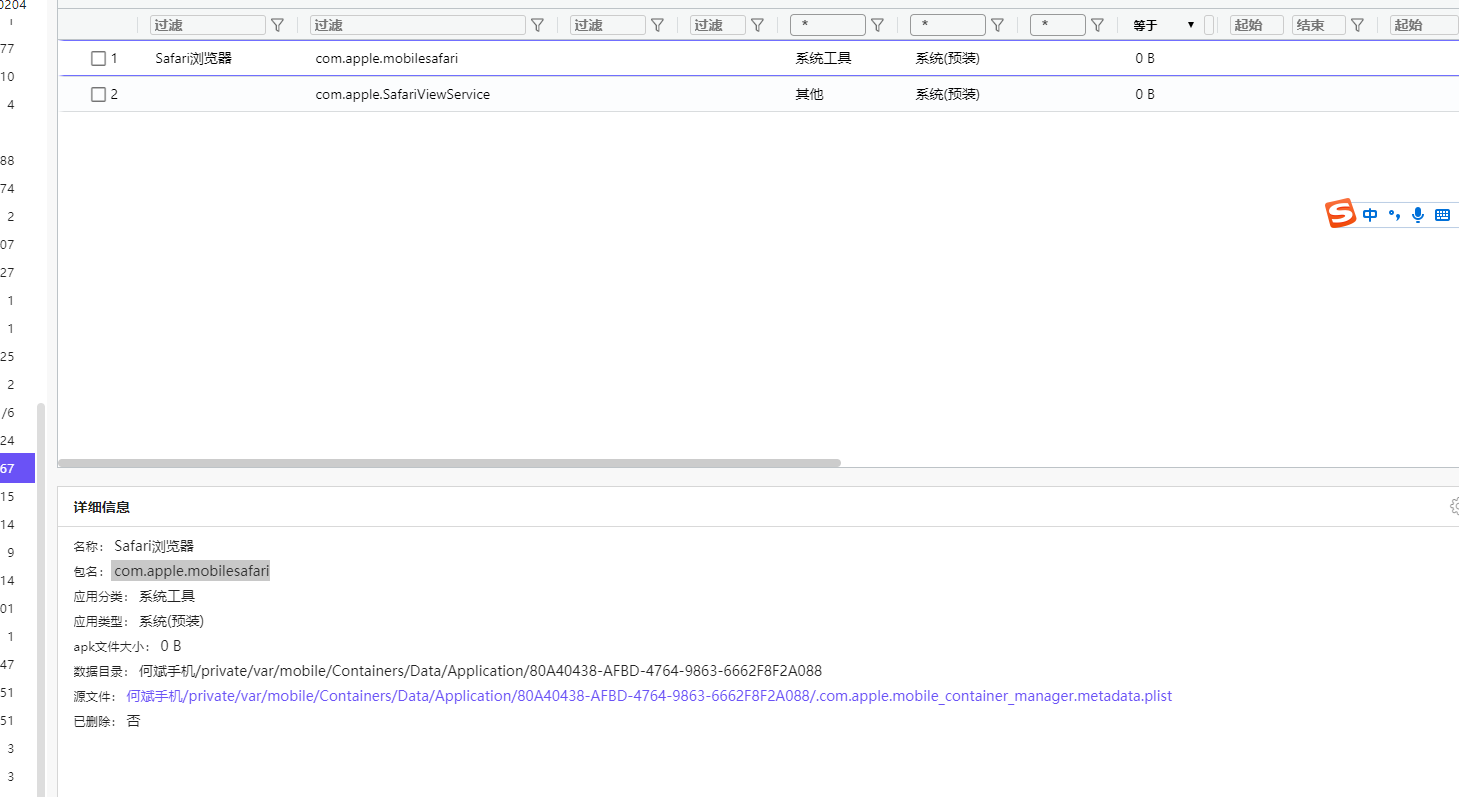 0204
过滤 过滤 过滤 过滤 * * * 等于 ▼ 起始 结束 起始
77
1 Safari浏览器 com.apple.mobilesafari 系统工具 系统(预装) 0 B
10
2 com.apple.SafariViewService 其他 系统(预装) 0 B
4
88
74
2
中
07
27
1
1
25
2
/6
24
67
15
详细信息
14
名称： Safari浏览器
9
包名： com.apple.mobilesafari
14
应用分类： 系统工具
01
应用类型： 系统(预装)
1
apk文件大小： 0 B
47
数据目录： 何斌手机/private/var/mobile/Containers/Data/Application/80A40438-AFBD-4764-9863-6662F8F2A088
51
源文件： 何斌手机/private/var/mobile/Containers/Data/Application/80A40438-AFBD-4764-9863-6662F8F2A088/.com.apple.mobile_container_manager.metadata.plist
51
已删除： 否
3
3